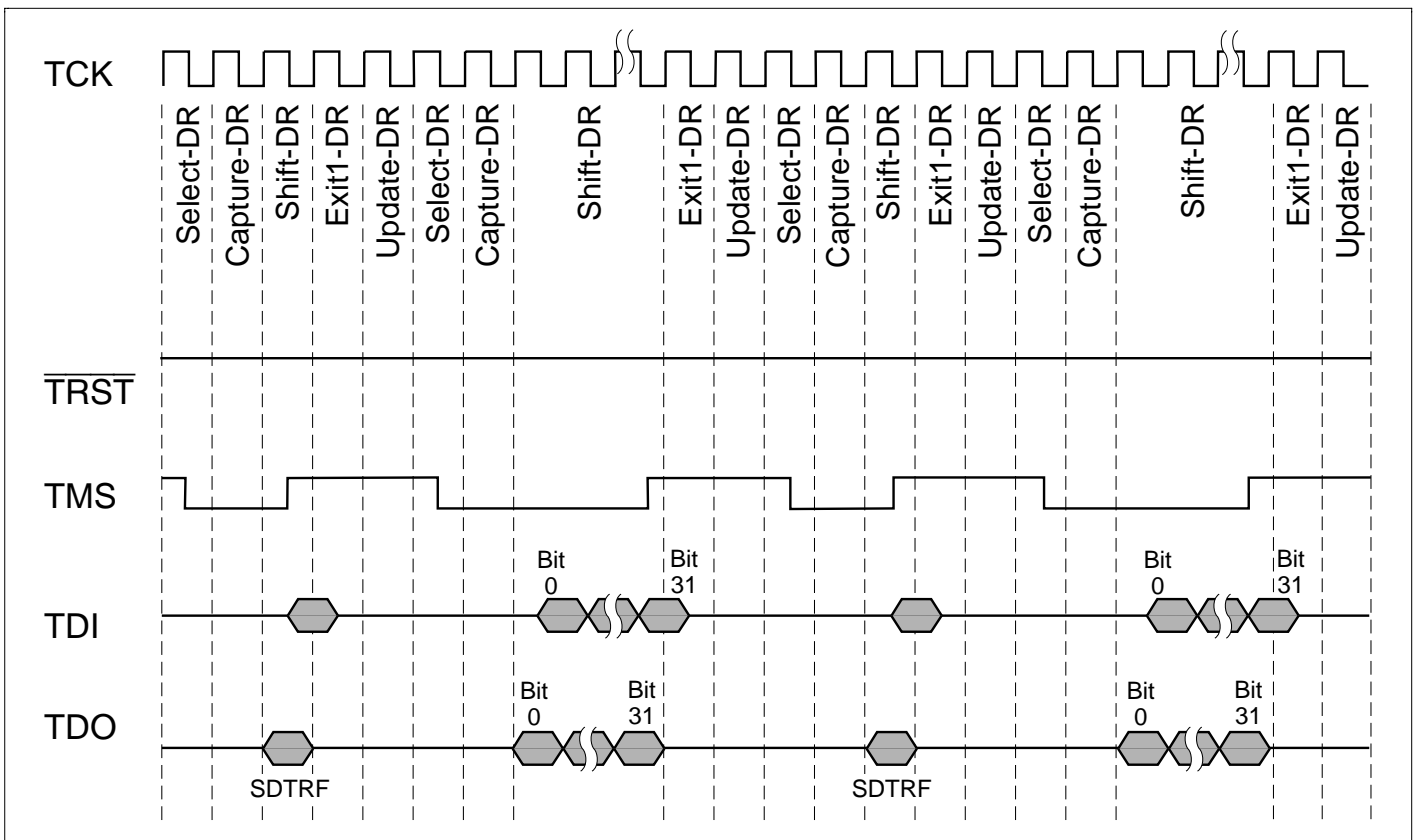 TCK
Select-DR
Capture-DR
Shift-DR
Exit1-DR
Update-DR
Select-DR
Capture-DR
Shift-DR
Exit1-DR
Update-DR
Select-DR
Capture-DR
Shift-DR
Exit1-DR
Update-DR
Select-DR
Capture-DR
Shift-DR
Exit1-DR
Update-DR
TRST
TMS
Bit
0
Bit
31
Bit
0
Bit
31
TDI
Bit
0
Bit
31
Bit
0
Bit
31
TDO
SDTRF
SDTRF